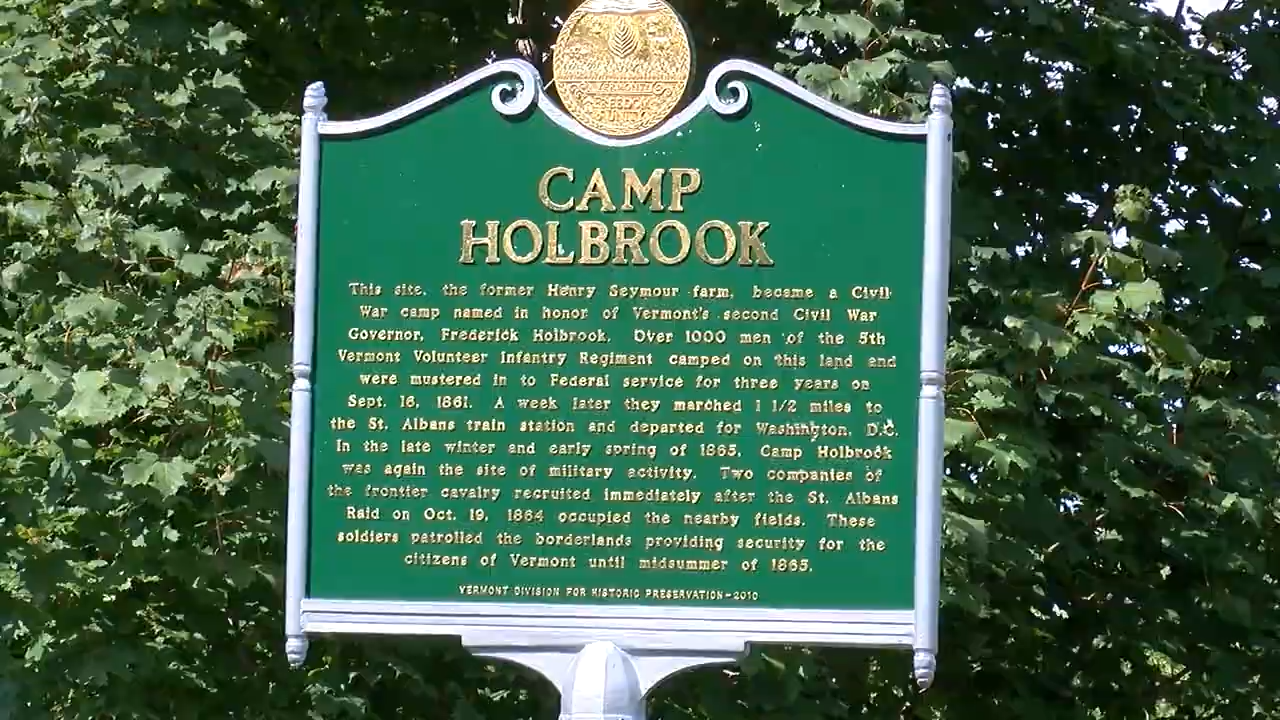 VERMONT
FREEDOM
& UNITY
CAMP
HOLBROOK
This site, the former Henry Seymour farm, became a Civil
War camp named in honor of Vermont's second Civil War
Governor, Frederick Holbrook. Over 1000 men of the 5th
Vermont Volunteer Infantry Regiment camped on this land and
were mustered in to Federal service for three years on
Sept. 16, 1861. A week later they marched 1 1/2 miles to
the St. Albans train station and departed for Washington, D.C.
In the late winter and early spring of 1865, Camp Holbrook
was again the site of military activity. Two companies of
the frontier cavalry recruited immediately after the St. Albans
Raid on Oct. 19, 1864 occupied the nearby fields. These
soldiers patrolled the borderlands providing security for the
citizens of Vermont until midsummer of 1865.
VERMONT DIVISION FOR HISTORIC PRESERVATION-2010